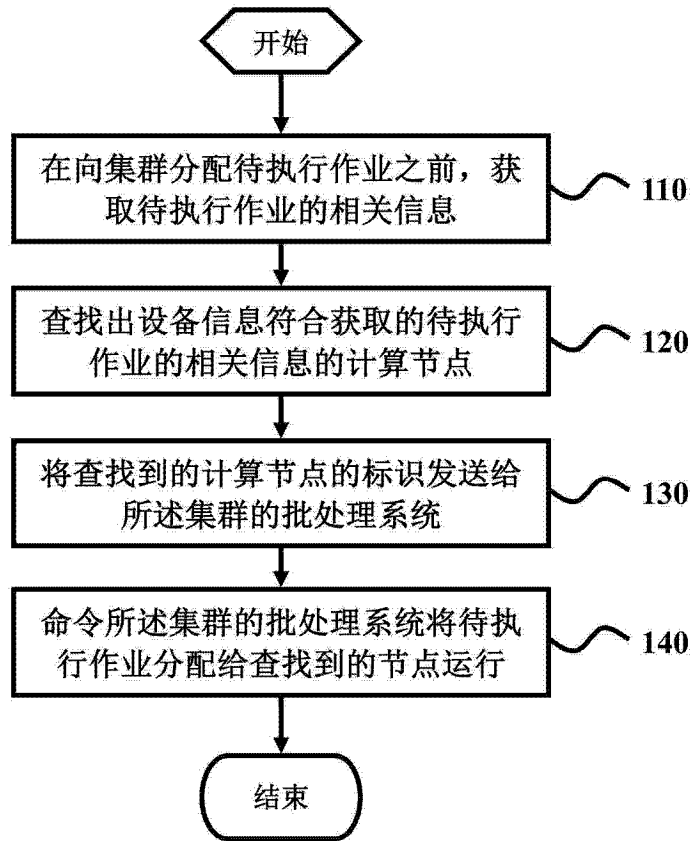 开始
在向集群分配待执行作业之前，获
取待执行作业的相关信息
110
查找出设备信息符合获取的待执行
作业的相关信息的计算节点
120
将查找到的计算节点的标识发送给
所述集群的批处理系统
130
命令所述集群的批处理系统将待执
行作业分配给查找到的节点运行
140
结束